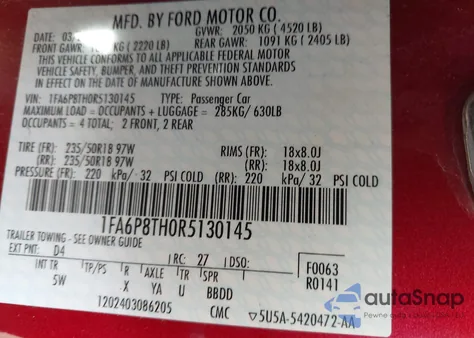 MFD. BY FORD MOTOR CO.
GVWR: 2050 KG ( 4520 LB)
FRONT GAWR: KG ( 2220 LB)
REAR GAWR: 1091 KG ( 2405 LB)
THIS VEHICLE CONFORMS TO ALL APPLICABLE FEDERAL MOTOR
VEHICLE SAFETY, BUMPER, AND THEFT PREVENTION STANDARDS
IN EFFECT ON THE DATE OF MANUFACTURE SHOWN ABOVE.
VIN: 1FA6P8TH0R5130145 TYPE: Passenger Car
MAXIMUM LOAD = OCCUPANTS + LUGGAGE = 285KG/ 630LB
OCCUPANTS = 4 TOTAL: 2 FRONT, 2 REAR
TIRE (FR): 235/50R18 97W RIMS (FR): 18x8.0J
(RR): 235/50R18 97W (RR): 18x8.0J
PRESSURE (FR): 220 kPa/ 32 PSI COLD (RR): 220 kPa/ 32 PSI COLD
1FA6P8TH0R5130145
TRAILER TOWING - SEE OWNER GUIDE
EXT PNT: D4 RC: 27 DSO:
INT TR TP/PS R AXLE TR SPR
5W X YA U BBDD
F0063
R0141
1202403086205 CMC 5U5A-5420472-AA
autoSnap